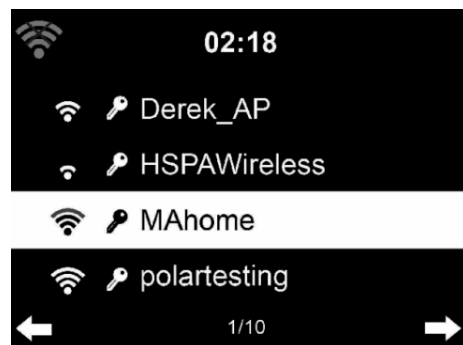 02:18
Derek_AP
HSPAWireless
MAhome
polartesting
1/10